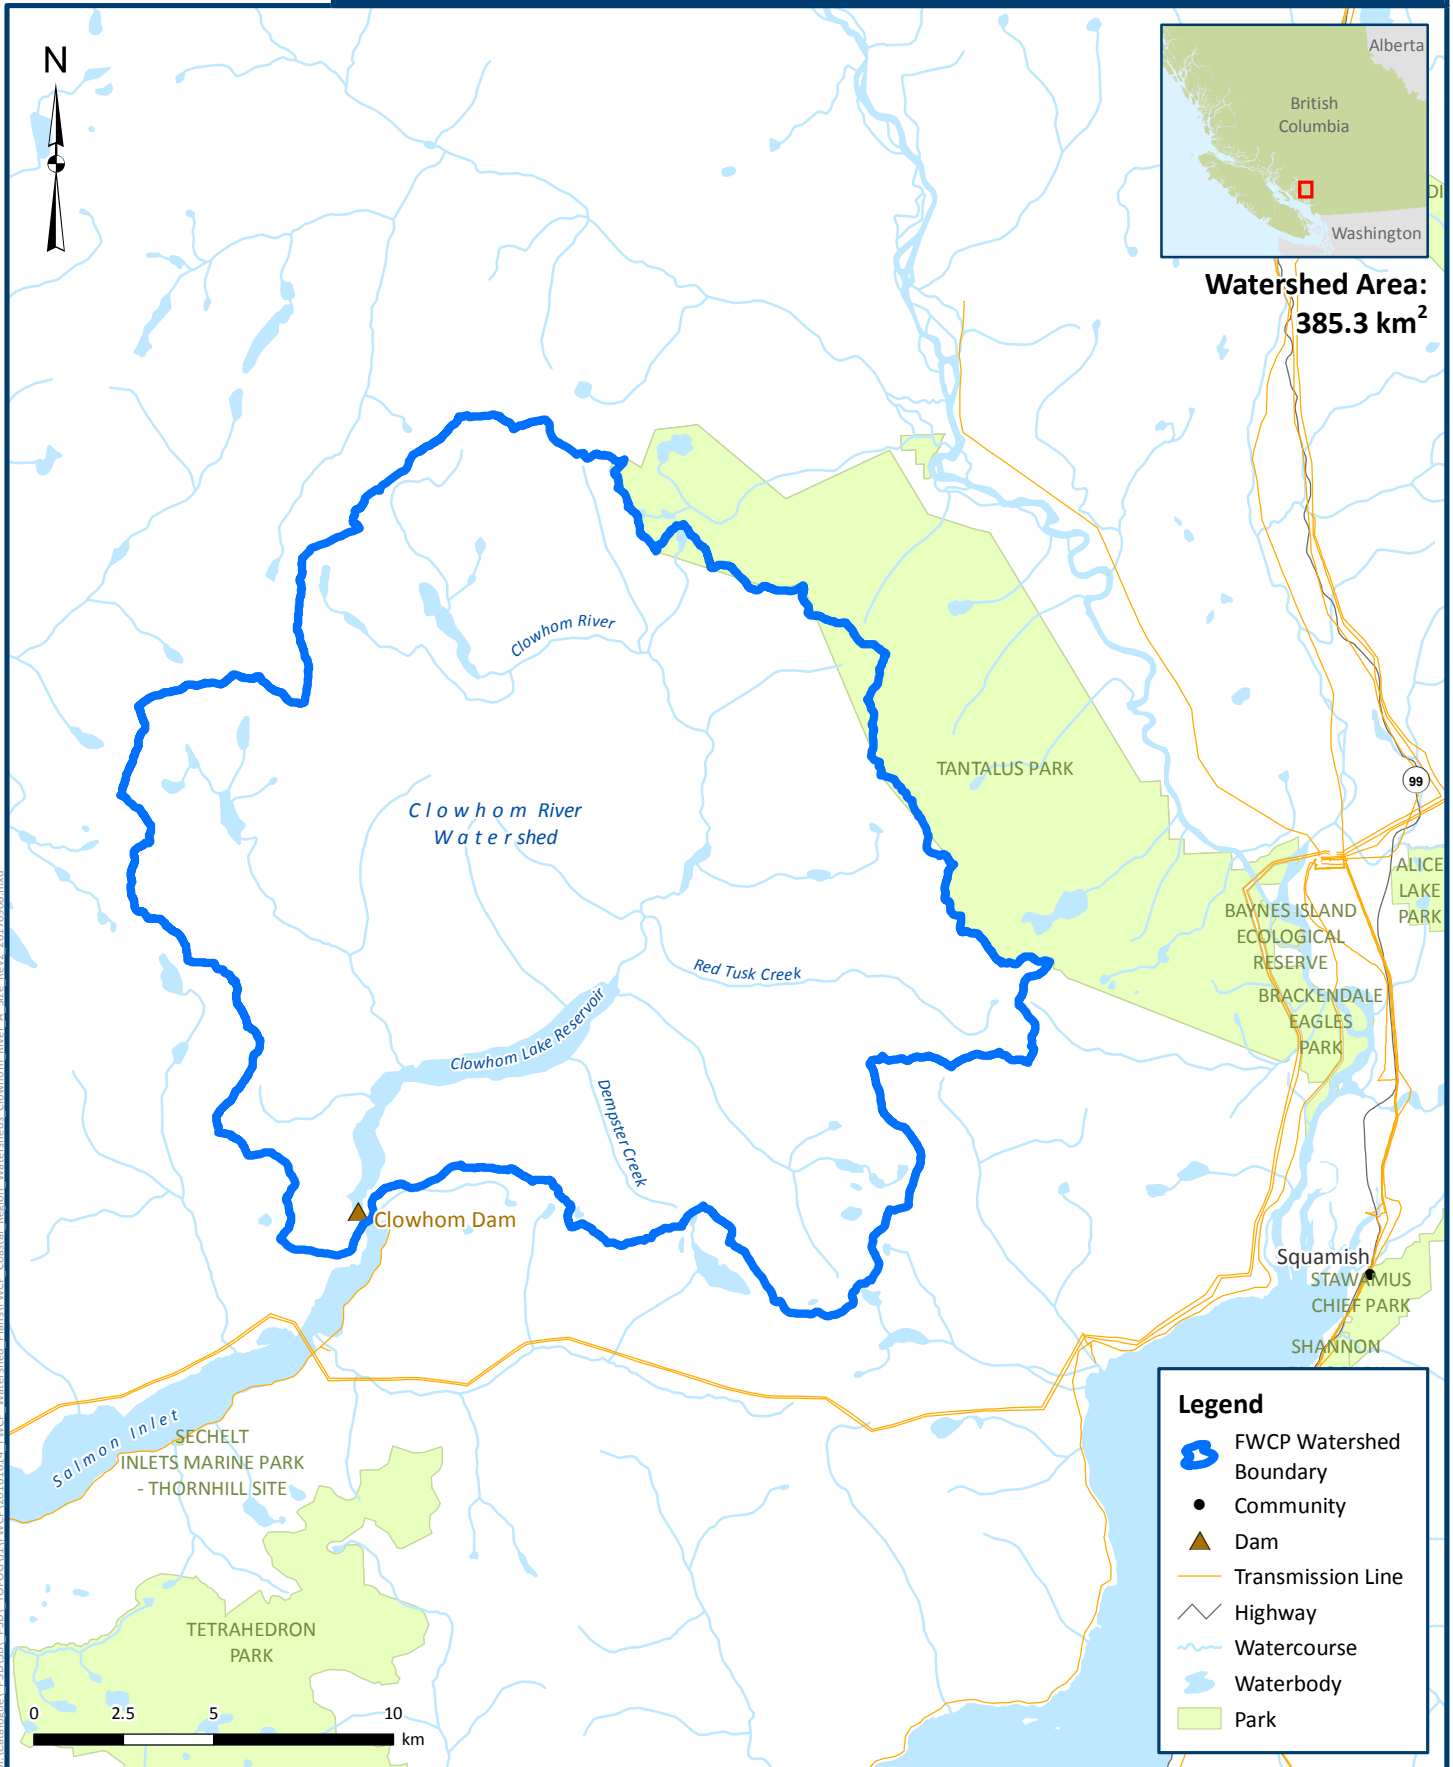 N
Alberta
British
Columbia
Washington
DI
Watershed Area:
385.3 km2
Clowhom River
TANTALUS PARK
99
Clowhom River
Watershed
ALICE
LAKE
PARK
BAYNES ISLAND
ECOLOGICAL
RESERVE
Red Tusk Creek
BRACKENDALE
EAGLES
PARK
Clowhom Lake Reservoir
Dempster Creek
Clowhom Dam
Squamish
STAWAMUS
CHIEF PARK
SHANNON
Salmon Inlet
SECHELT
INLETS MARINE PARK
- THORNHILL SITE
TETRAHEDRON
PARK
0 2.5 5 10
km
Legend
FWCP Watershed
Boundary
Community
Dam
Transmission Line
Highway
Watercourse
Waterbody
Park